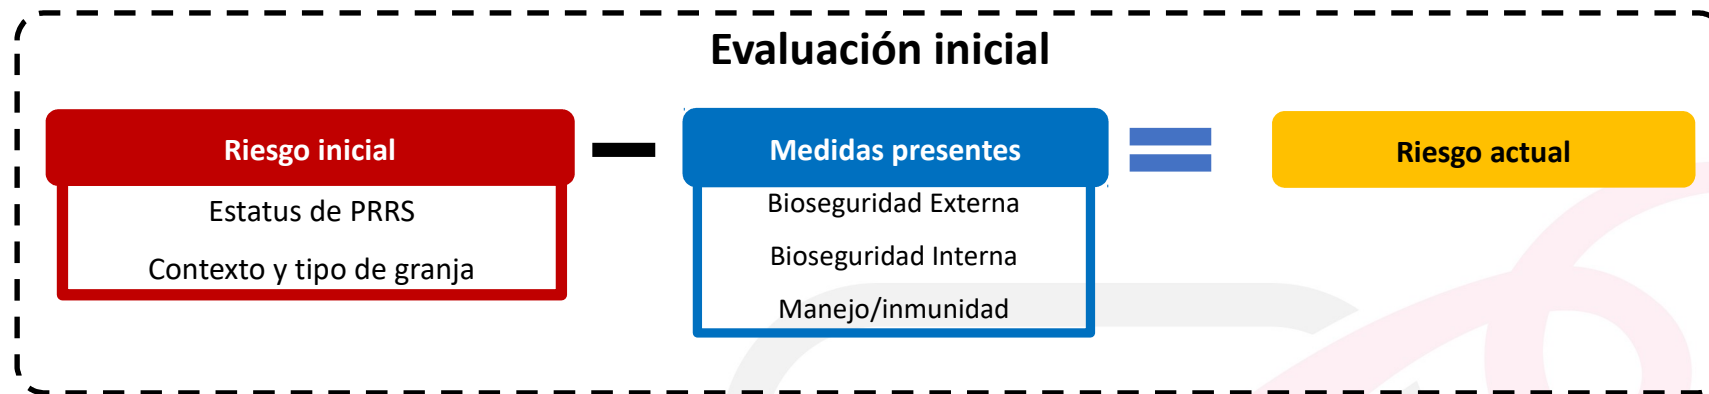 Evaluación inicial
Riesgo inicial
Estatus de PRRS
Contexto y tipo de granja
Medidas presentes
Bioseguridad Externa
Bioseguridad Interna
Manejo/inmunidad
Riesgo actual